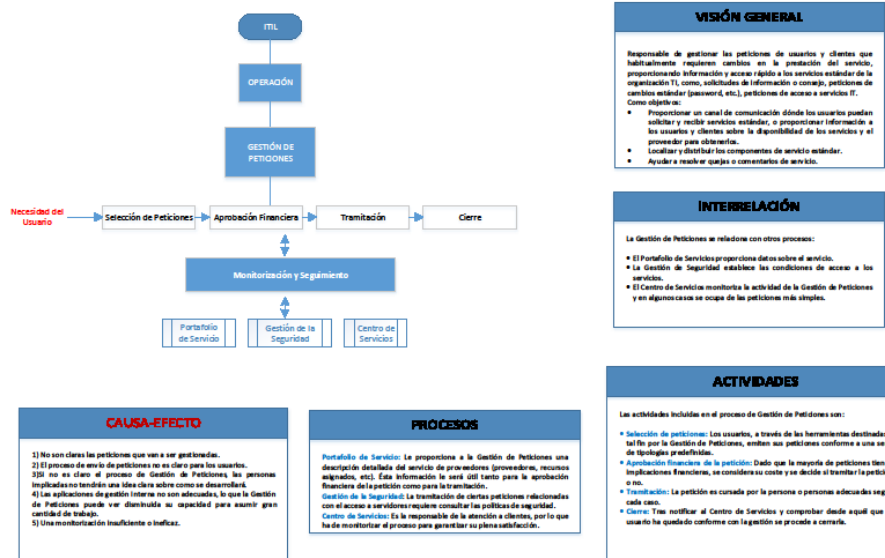 ITIL
OPERACIÓN
GESTIÓN DE
PETICIONES
Necesidad del
Usuario
Selección de Peticiones
Aprobación Financiera
Tramitación
Cierre
Monitorización y Seguimiento
Portafolio
de Servicio
Gestión de la
Seguridad
Centro de
Servicios
VISIÓN GENERAL
Responsable de gestionar las peticiones de usuarios y clientes que
habitualmente requieren cambios en la prestación del servicio,
proporcionando información y acceso rápido a los servicios estándar de la
organización TI, como, solicitudes de información o consejo, peticiones de
cambios estándar (password, etc.), peticiones de acceso a servicios IT.
Como objetivos:
• Proporcionar un canal de comunicación dónde los usuarios puedan
solicitar y recibir servicios estándar, o proporcionar información a
los usuarios y clientes sobre la disponibilidad de los servicios y el
proveedor para obtenerlos.
• Localizar y distribuir los componentes de servicio estándar.
• Ayudar a resolver quejas o comentarios de servicio.
INTERRELACIÓN
La Gestión de Peticiones se relaciona con otros procesos:
• El Portafolio de Servicios proporciona datos sobre el servicio.
• La Gestión de Seguridad establece las condiciones de acceso a los
servicios.
• El Centro de Servicios monitoriza la actividad de la Gestión de Peticiones
y en algunos casos se ocupa de las peticiones más simples.
CAUSA-EFECTO
1) No son claras las peticiones que van a ser gestionadas.
2) El proceso de envío de peticiones no es claro para los usuarios.
3)Si no es claro el proceso de Gestión de Peticiones, las personas
implicadas no tendrán una idea clara sobre como se desarrollará.
4) Las aplicaciones de gestión interna no son adecuadas, lo que la Gestión
de Peticiones puede ver disminuida su capacidad para asumir gran
cantidad de trabajo.
5) Una monitorización insuficiente o ineficaz.
PROCESOS
Portafolio de Servicio: Le proporciona a la Gestión de Peticiones una
descripción detallada del servicio de proveedores (proveedores, recursos
asignados, etc). Ésta información le será útil tanto para la aprobación
financiera de la petición como para la tramitación.
Gestión de la Seguridad: La tramitación de ciertas peticiones relacionadas
con el acceso a servidores requiere consultar las políticas de seguridad.
Centro de Servicios: Es la responsable de la atención a clientes, por lo que
ha de monitorizar el proceso para garantizar su plena satisfacción.
ACTIVIDADES
Las actividades incluidas en el proceso de Gestión de Peticiones son:
• Selección de peticiones: Los usuarios, a través de las herramientas destinadas
tal fin por la Gestión de Peticiones, emiten sus peticiones conforme a una se
de tipologías predefinidas.
• Aprobación financiera de la petición: Dado que la mayoría de peticiones tien
implicaciones financieras, se considera su coste y se decide si tramitar la petici
o no.
• Tramitación: La petición es cursada por la persona o personas adecuadas seg
cada caso.
• Cierre: Tras notificar al Centro de Servicios y comprobar desde aquél que
usuario ha quedado conforme con la gestión se procede a cerrarla.